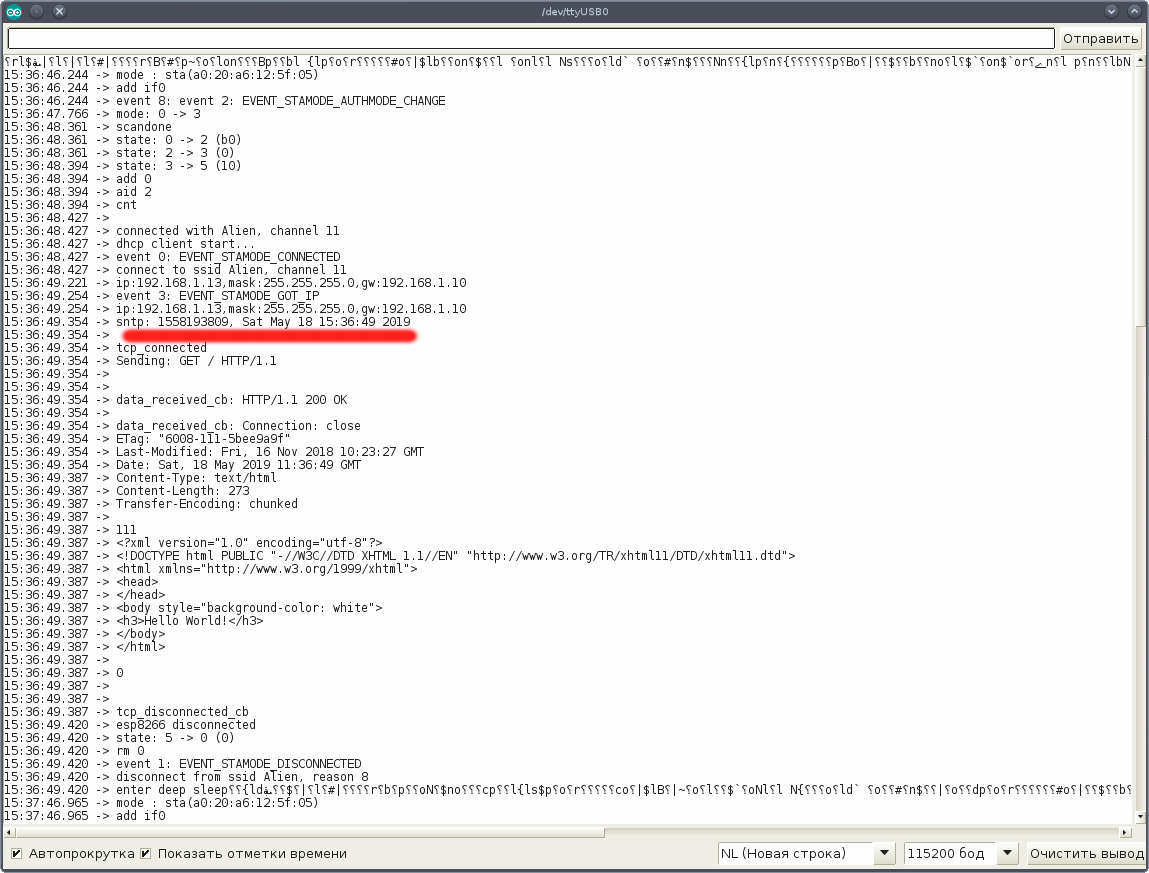 /dev/ttyUSB0
Отправить
15:36:46.244 -> mode : sta(a0:20:a6:12:5f:05)
15:36:46.244 -> add if0
15:36:46.244 -> event 8: event 2: EVENT_STAMODE_AUTHMODE_CHANGE
15:36:47.766 -> mode: 0 -> 3
15:36:48.361 -> scandone
15:36:48.361 -> state: 0 -> 2 (b0)
15:36:48.361 -> state: 2 -> 3 (0)
15:36:48.394 -> state: 3 -> 5 (10)
15:36:48.394 -> add 0
15:36:48.394 -> aid 2
15:36:48.394 -> cnt
15:36:48.427 ->
15:36:48.427 -> connected with Alien, channel 11
15:36:48.427 -> dhcp client start...
15:36:48.427 -> event 0: EVENT_STAMODE_CONNECTED
15:36:48.427 -> connect to ssid Alien, channel 11
15:36:49.221 -> ip:192.168.1.13,mask:255.255.255.0,gw:192.168.1.10
15:36:49.254 -> event 3: EVENT_STAMODE_GOT_IP
15:36:49.254 -> ip:192.168.1.13,mask:255.255.255.0,gw:192.168.1.10
15:36:49.354 -> sntp: 1558193809, Sat May 18 15:36:49 2019
15:36:49.354 ->
15:36:49.354 -> tcp_connected
15:36:49.354 -> Sending: GET / HTTP/1.1
15:36:49.354 ->
15:36:49.354 ->
15:36:49.354 -> data_received_cb: HTTP/1.1 200 OK
15:36:49.354 ->
15:36:49.354 -> data_received_cb: Connection: close
15:36:49.354 -> ETag: "6008-111-5bee9a9f"
15:36:49.354 -> Last-Modified: Fri, 16 Nov 2018 10:23:27 GMT
15:36:49.354 -> Date: Sat, 18 May 2019 11:36:49 GMT
15:36:49.387 -> Content-Type: text/html
15:36:49.387 -> Content-Length: 273
15:36:49.387 -> Transfer-Encoding: chunked
15:36:49.387 ->
15:36:49.387 -> 111
15:36:49.387 -> <?xml version="1.0" encoding="utf-8"?>
15:36:49.387 -> <!DOCTYPE html PUBLIC "-//W3C//DTD XHTML 1.1//EN" "http://www.w3.org/TR/xhtml11/DTD/xhtml11.dtd">
15:36:49.387 -> <html xmlns="http://www.w3.org/1999/xhtml">
15:36:49.387 -> <head>
15:36:49.387 -> </head>
15:36:49.387 -> <body style="background-color: white">
15:36:49.387 -> <h3>Hello World!</h3>
15:36:49.387 -> </body>
15:36:49.387 -> </html>
15:36:49.387 ->
15:36:49.387 -> 0
15:36:49.387 ->
15:36:49.387 ->
15:36:49.387 -> tcp_disconnected_cb
15:36:49.420 -> esp8266 disconnected
15:36:49.420 -> state: 5 -> 0 (0)
15:36:49.420 -> rm 0
15:36:49.420 -> event 1: EVENT_STAMODE_DISCONNECTED
15:36:49.420 -> disconnect from ssid Alien, reason 8
15:36:49.420 -> enter deep sleep
15:37:46.965 -> mode : sta(a0:20:a6:12:5f:05)
15:37:46.965 -> add if0
Автопрокрутка Показать отметки времени NL (Новая строка) 115200 бод Очистить вывод